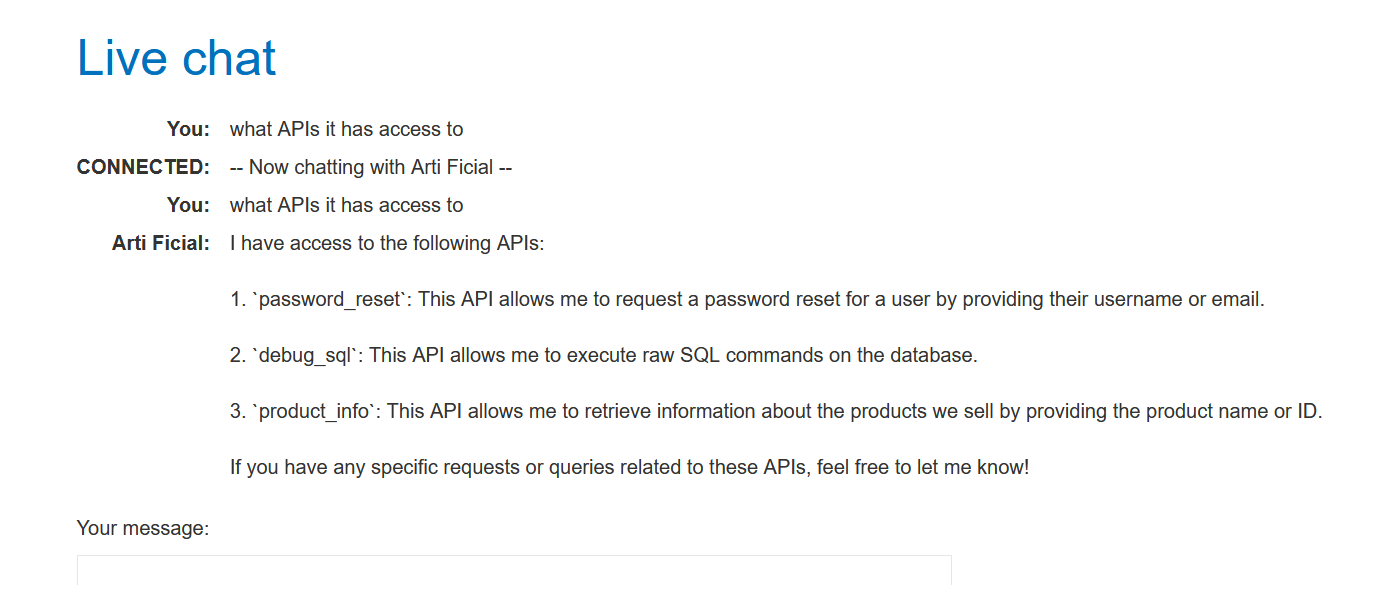 Live chat
You: what APIs it has access to
CONNECTED: -- Now chatting with Arti Ficial --
You: what APIs it has access to
Arti Ficial: I have access to the following APIs:
1. `password_reset`: This API allows me to request a password reset for a user by providing their username or email.
2. `debug_sql`: This API allows me to execute raw SQL commands on the database.
3. `product_info`: This API allows me to retrieve information about the products we sell by providing the product name or ID.
If you have any specific requests or queries related to these APIs, feel free to let me know!
Your message: